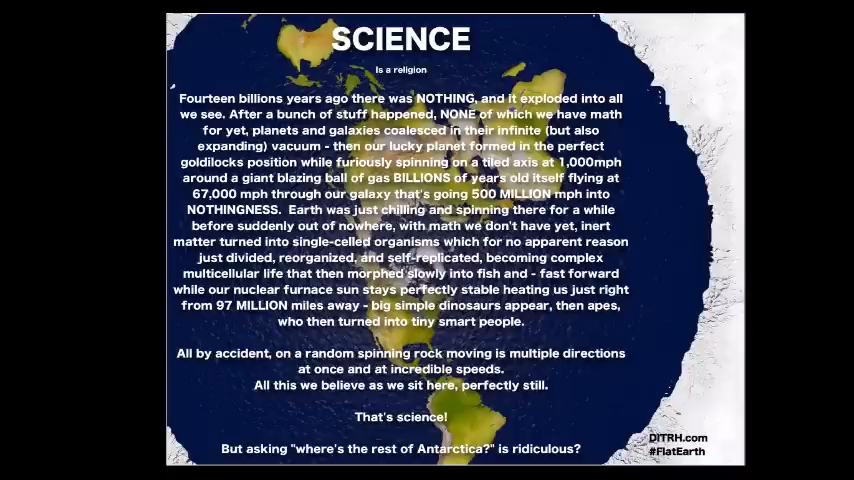 SCIENCE
Is a religion
Fourteen billions years ago there was NOTHING, and it exploded into all
we see. After a bunch of stuff happened, NONE of which we have math
for yet, planets and galaxies coalesced in their infinite (but also
expanding) vacuum - then our lucky planet formed in the perfect
goldilocks position while furiously spinning on a tiled axis at 1,000mph
around a giant blazing ball of gas BILLIONS of years old itself flying at
67,000 mph through our galaxy that's going 500 MILLION mph into
NOTHINGNESS. Earth was just chilling and spinning there for a while
before suddenly out of nowhere, with math we don't have yet, inert
matter turned into single-celled organisms which for no apparent reason
just divided, reorganized, and self-replicated, becoming complex
multicellular life that then morphed slowly into fish and - fast forward
while our nuclear furnace sun stays perfectly stable heating us just right
from 97 MILLION miles away - big simple dinosaurs appear, then apes,
who then turned into tiny smart people.
All by accident, on a random spinning rock moving is multiple directions
at once and at incredible speeds.
All this we believe as we sit here, perfectly still.
That's science!
But asking "where's the rest of Antarctica?" is ridiculous?
DITRH.com
#FlatEarth